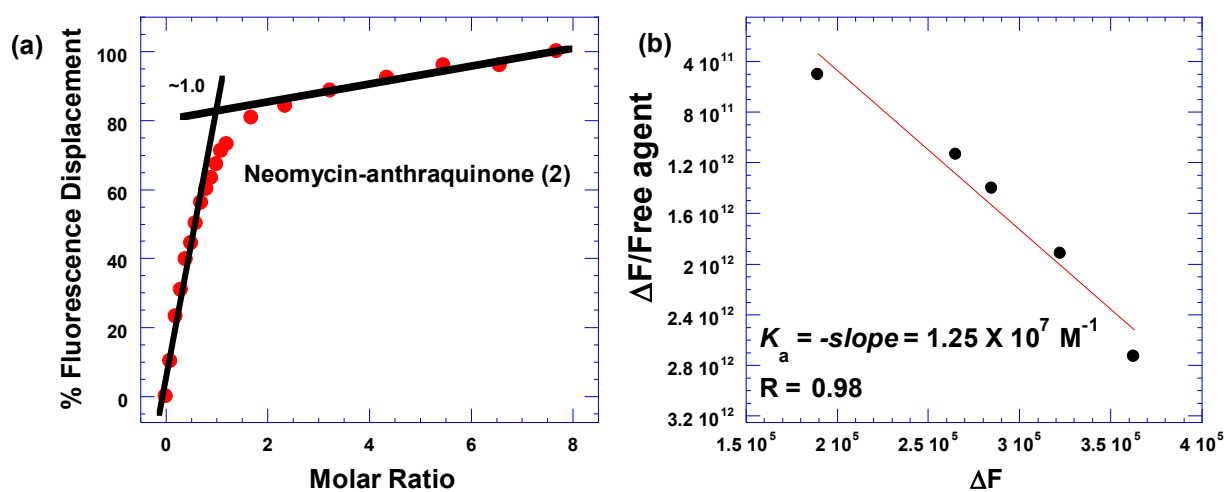 (a)
% Fluorescence Displacement
100
80
60
40
20
0
~1.0
Neomycin-anthraquinone (2)
0 2 4 6 8
Molar Ratio
(b)
ΔF/Free agent
4 10¹¹
8 10¹¹
1.2 10¹²
1.6 10¹²
2 10¹²
2.4 10¹²
2.8 10¹²
3.2 10¹²
Kₐ = -slope = 1.25 X 10⁷ M⁻¹
R = 0.98
1.5 10⁵ 2 10⁵ 2.5 10⁵ 3 10⁵ 3.5 10⁵ 4 10⁵
ΔF